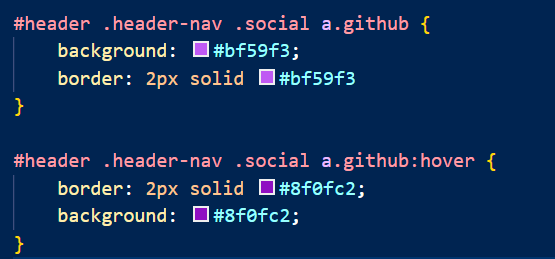 #header .header-nav .social a.github {
background: #bf59f3;
border: 2px solid #bf59f3
}
#header .header-nav .social a.github:hover {
border: 2px solid #8f0fc2;
background: #8f0fc2;
}